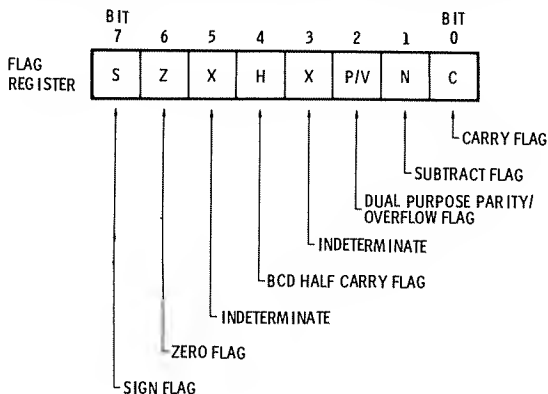 BIT BIT
7 6 5 4 3 2 1 0
FLAG
REGISTER
S Z X H X P/V N C
CARRY FLAG
SUBTRACT FLAG
DUAL PURPOSE PARITY/
OVERFLOW FLAG
INDETERMINATE
BCD HALF CARRY FLAG
INDETERMINATE
ZERO FLAG
SIGN FLAG